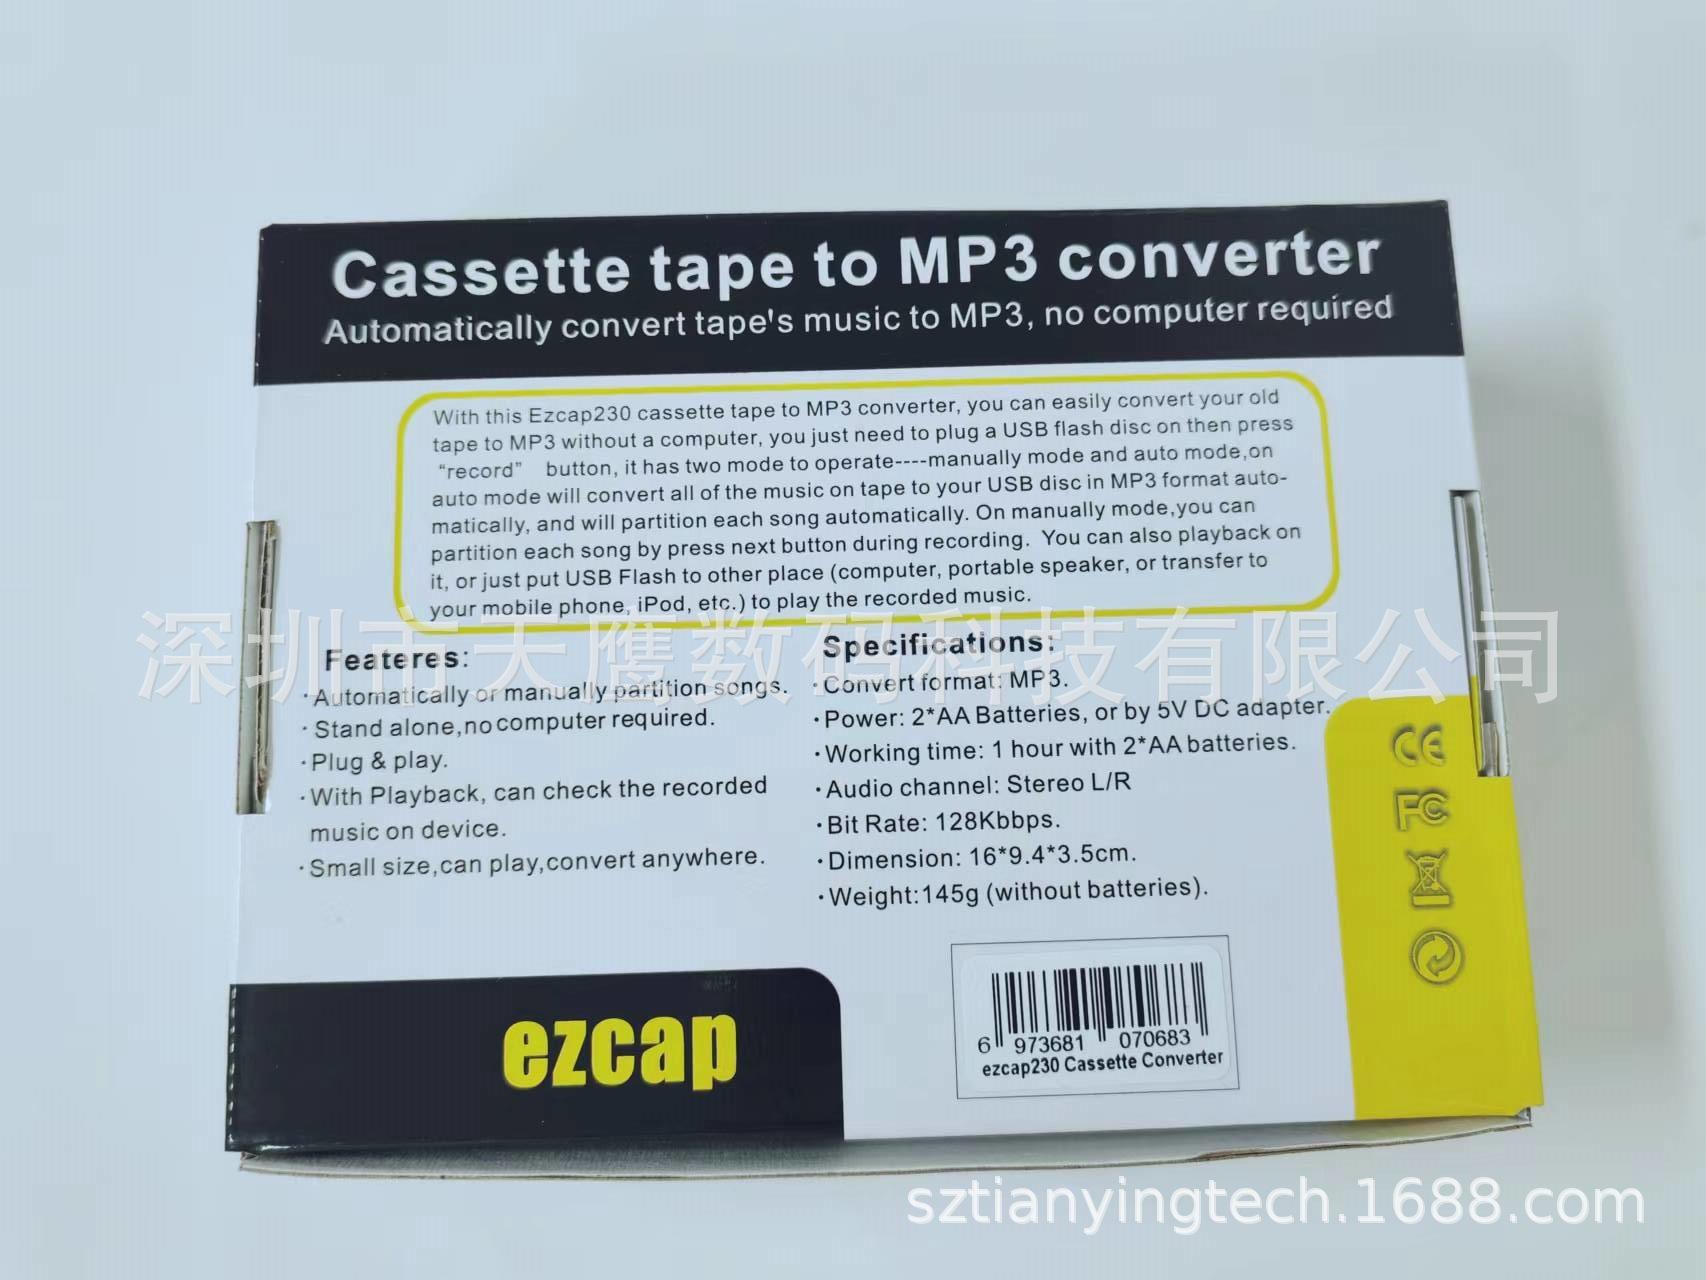 Cassette tape to MP3 converter
Automatically convert tape's music to MP3, no computer required
With this Ezcap230 cassette tape to MP3 converter, you can easily convert your old
tape to MP3 without a computer, you just need to plug a USB flash disc on then press
“record” button, it has two mode to operate----manually mode and auto mode,on
auto mode will convert all of the music on tape to your USB disc in MP3 format auto-
matically, and will partition each song automatically. On manually mode,you can
partition each song by press next button during recording. You can also playback on
it, or just put USB Flash to other place (computer, portable speaker, or transfer to
your mobile phone, iPod, etc.) to play the recorded music.
深圳市天鹰数码科技有限公司
Feateres:
·Automatically or manually partition songs.
·Stand alone,no computer required.
·Plug & play.
·With Playback, can check the recorded
music on device.
·Small size,can play,convert anywhere.
Specifications:
·Convert format: MP3.
·Power: 2*AA Batteries, or by 5V DC adapter.
·Working time: 1 hour with 2*AA batteries.
·Audio channel: Stereo L/R
·Bit Rate: 128Kbbps.
·Dimension: 16*9.4*3.5cm.
·Weight:145g (without batteries).
CE
FC
ezcap
6 973681 070683
ezcap230 Cassette Converter
sztianyingtech.1688.com